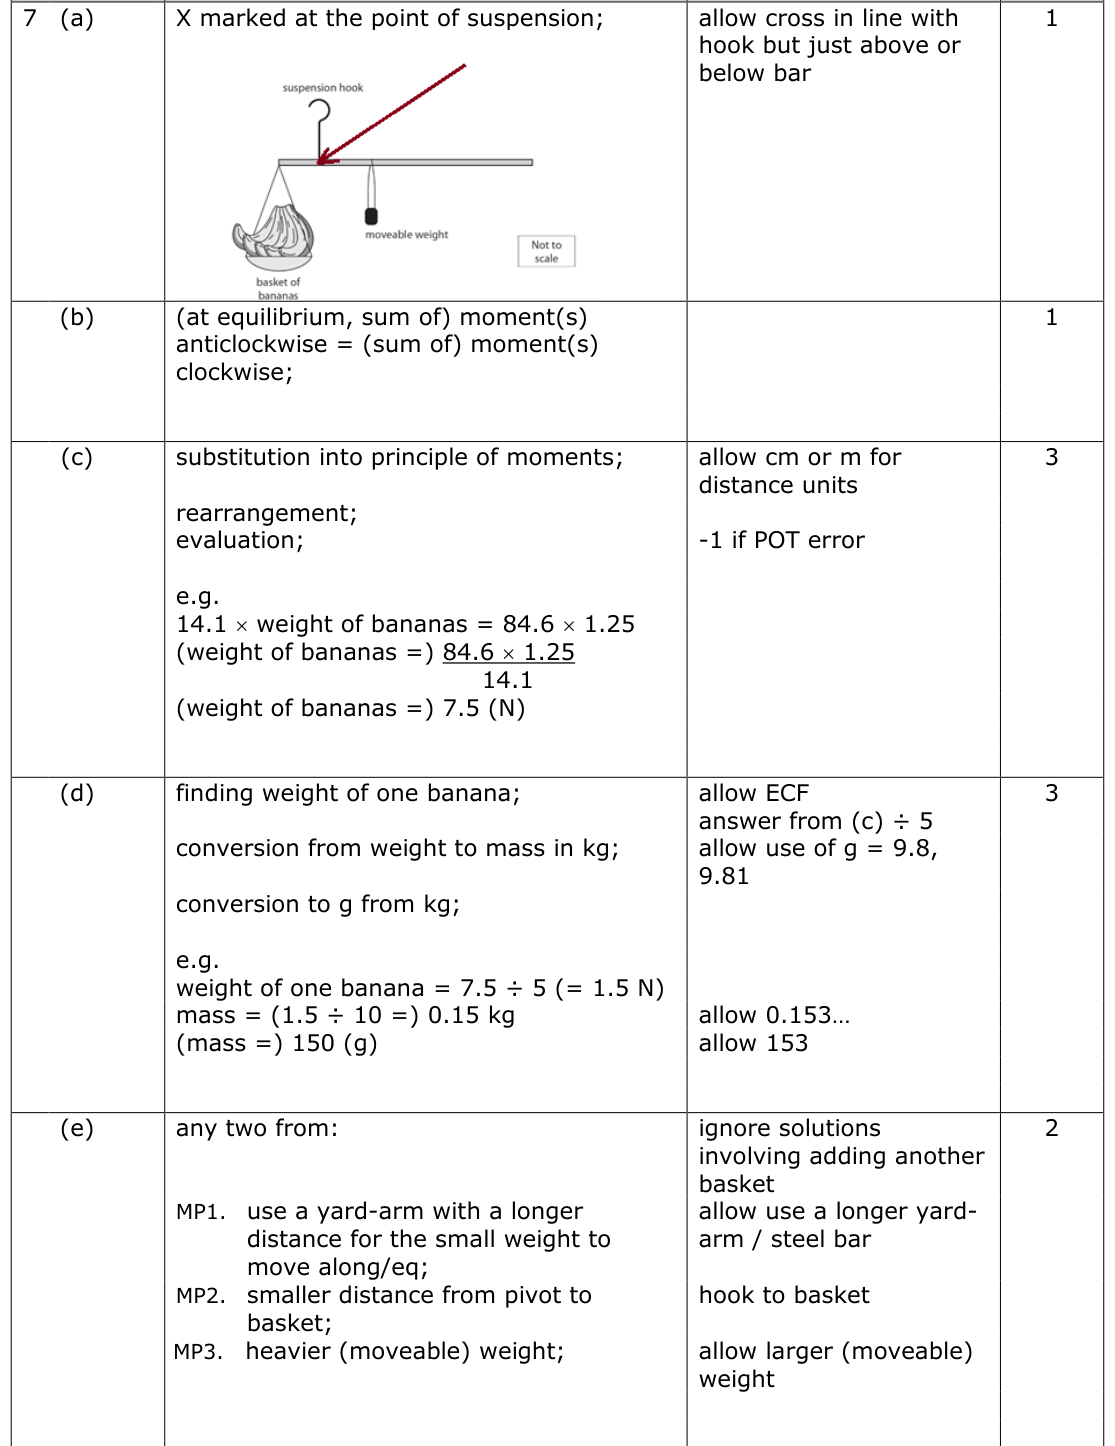 7 (a) X marked at the point of suspension; allow cross in line with 1
hook but just above or
below bar
suspension hook
moveable weight
Not to
scale
basket of
bananas
(b) (at equilibrium, sum of) moment(s) 1
anticlockwise = (sum of) moment(s)
clockwise;
(c) substitution into principle of moments; allow cm or m for 3
distance units
rearrangement;
evaluation; -1 if POT error
e.g.
14.1 × weight of bananas = 84.6 × 1.25
(weight of bananas =) 84.6 × 1.25
14.1
(weight of bananas =) 7.5 (N)
(d) finding weight of one banana; allow ECF 3
answer from (c) ÷ 5
conversion from weight to mass in kg; allow use of g = 9.8,
9.81
conversion to g from kg;
e.g.
weight of one banana = 7.5 ÷ 5 (= 1.5 N)
mass = (1.5 ÷ 10 =) 0.15 kg allow 0.153…
(mass =) 150 (g) allow 153
(e) any two from: ignore solutions 2
involving adding another
basket
MP1. use a yard-arm with a longer allow use a longer yard-
distance for the small weight to arm / steel bar
move along/eq;
MP2. smaller distance from pivot to hook to basket
basket;
MP3. heavier (moveable) weight; allow larger (moveable)
weight